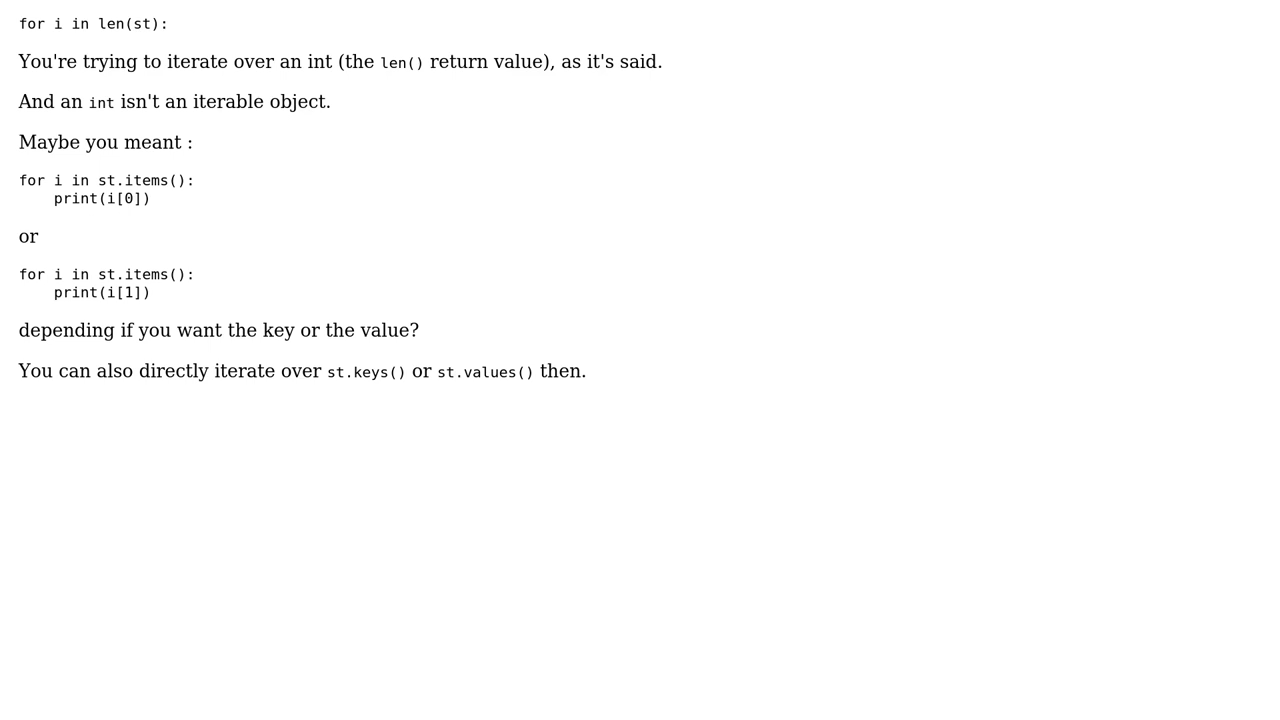 for i in len(st):
You're trying to iterate over an int (the len() return value), as it's said.
And an int isn't an iterable object.
Maybe you meant :
for i in st.items():
    print(i[0])
or
for i in st.items():
    print(i[1])
depending if you want the key or the value?
You can also directly iterate over st.keys() or st.values() then.